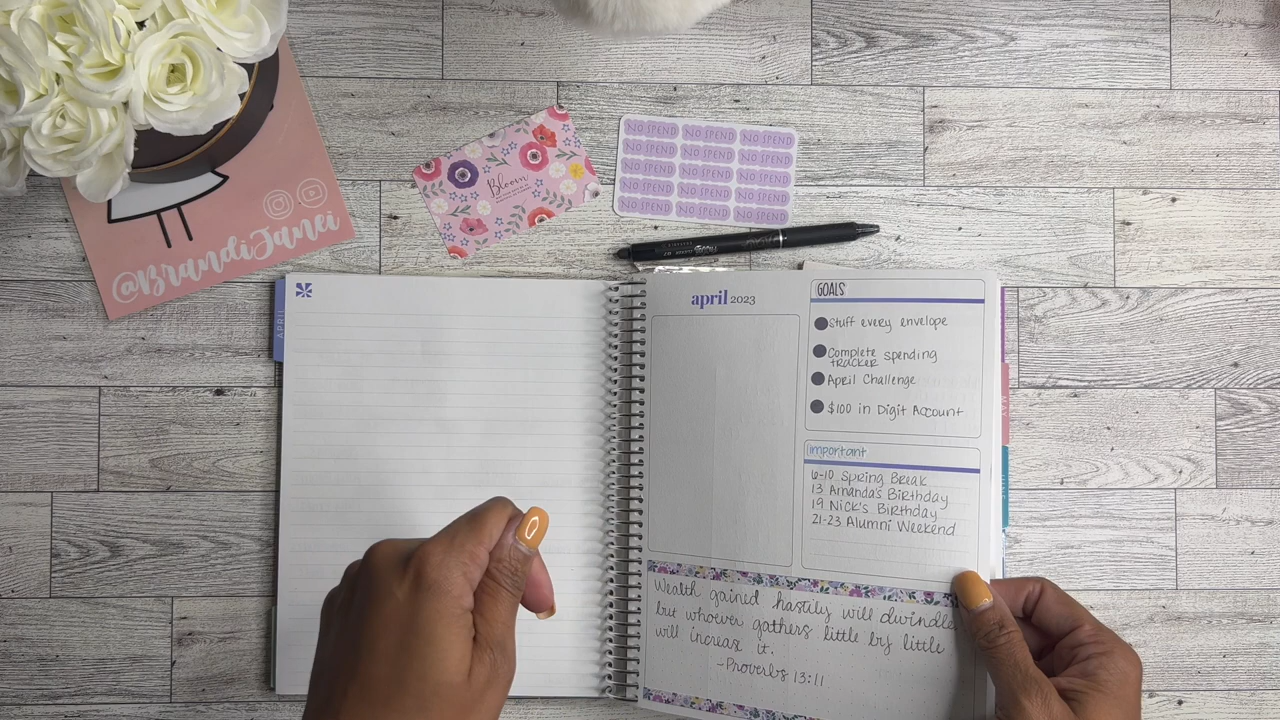 @BrandiJanei
Bloom
NO SPEND NO SPEND NO SPEND
NO SPEND NO SPEND NO SPEND
NO SPEND NO SPEND NO SPEND
NO SPEND NO SPEND NO SPEND
NO SPEND NO SPEND NO SPEND
APRIL
april 2023
GOALS
Stuff every envelope
Complete spending
tracker
April Challenge
$100 in Digit Account
important
6-10 Spring Break
13 Amanda's Birthday
19 Nick's Birthday
21-23 Alumni Weekend
Wealth gained hastily will dwindle
but whoever gathers little by little
will increase it.
-Proverbs 13:11
MAY